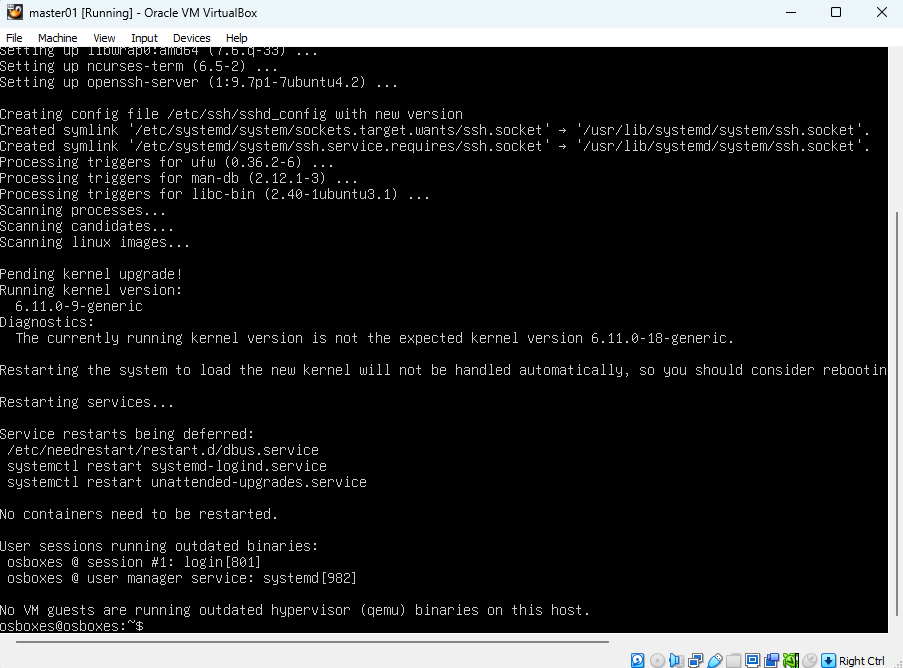 master01 [Running] - Oracle VM VirtualBox
File Machine View Input Devices Help
Setting up libwrap0:amd64 (7.6.q-33) ...
Setting up ncurses-term (6.5-2) ...
Setting up openssh-server (1:9.7p1-7ubuntu4.2) ...
Creating config file /etc/ssh/sshd_config with new version
Created symlink '/etc/systemd/system/sockets.target.wants/ssh.socket' → '/usr/lib/systemd/system/ssh.socket'.
Created symlink '/etc/systemd/system/ssh.service.requires/ssh.socket' → '/usr/lib/systemd/system/ssh.socket'.
Processing triggers for ufw (0.36.2-6) ...
Processing triggers for man-db (2.12.1-3) ...
Processing triggers for libc-bin (2.40-1ubuntu3.1) ...
Scanning processes...
Scanning candidates...
Scanning linux images...
Pending kernel upgrade!
Running kernel version:
6.11.0-9-generic
Diagnostics:
The currently running kernel version is not the expected kernel version 6.11.0-18-generic.
Restarting the system to load the new kernel will not be handled automatically, so you should consider rebootin
Restarting services...
Service restarts being deferred:
/etc/needrestart/restart.d/dbus.service
systemctl restart systemd-logind.service
systemctl restart unattended-upgrades.service
No containers need to be restarted.
User sessions running outdated binaries:
osboxes @ session #1: login[801]
osboxes @ user manager service: systemd[982]
No VM guests are running outdated hypervisor (qemu) binaries on this host.
osboxes@osboxes:~$
Right Ctrl